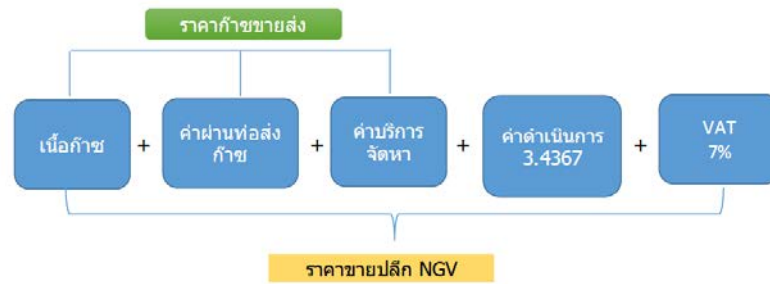 ราคาก๊าซขายส่ง
เนื้อก๊าซ
+
ค่าผ่านท่อส่ง
ก๊าซ
+
ค่าบริการ
จัดหา
+
ค่าดำเนินการ
3.4367
+
VAT
7%
ราคาขายปลีก NGV